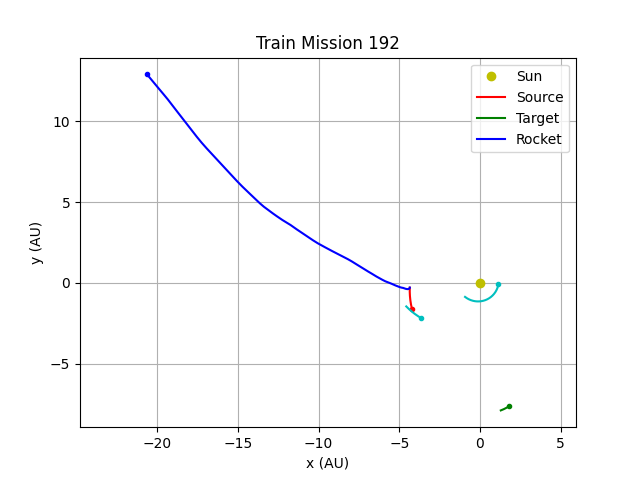 Train Mission 192
Sun
Source
Target
Rocket
y (AU)
10
5
0
−5
−20
−15
−10
−5
0
5
x (AU)